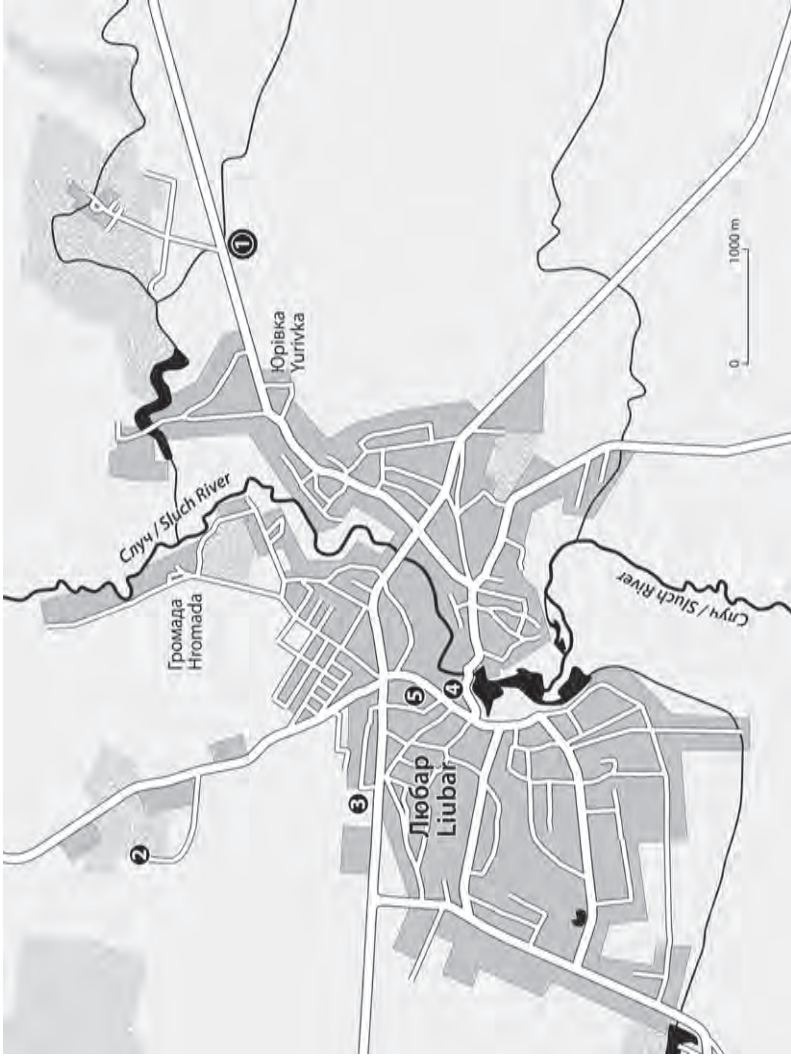 Случ / Sluch River
Громада
Hromada
Юрівка
Yurivka
1
2
3
5
4
Любар
Liubar
Случ / Sluch River
0
1000 m